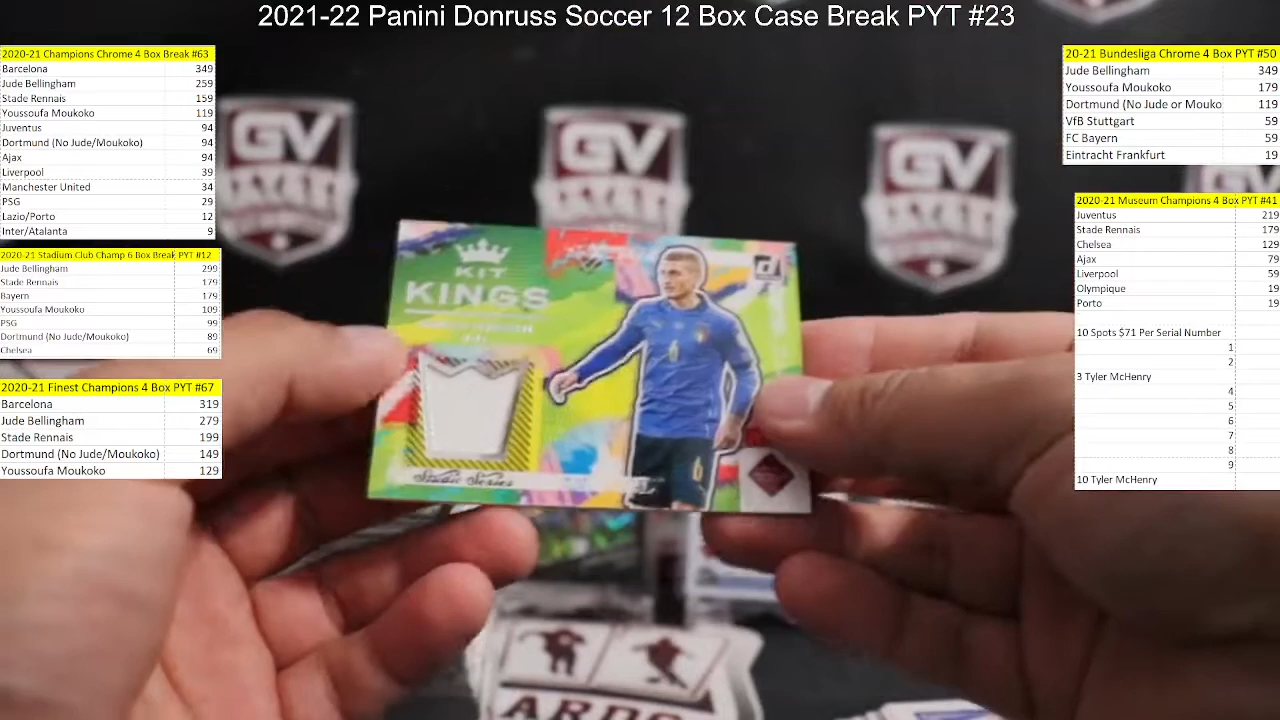 2021-22 Panini Donruss Soccer 12 Box Case Break PYT #23
2020-21 Champions Chrome 4 Box Break #63
Barcelona 349
Jude Bellingham 259
Stade Rennais 159
Youssoufa Moukoko 119
Juventus 94
Dortmund (No Jude/Moukoko) 94
Ajax 94
Liverpool 39
Manchester United 34
PSG 29
Lazio/Porto 12
Inter/Atalanta 9
2020-21 Stadium Club Champ 6 Box Break PYT #12
Jude Bellingham 299
Stade Rennais 179
Bayern 179
Youssoufa Moukoko 109
PSG 99
Dortmund (No Jude/Moukoko) 89
Chelsea 69
2020-21 Finest Champions 4 Box PYT #67
Barcelona 319
Jude Bellingham 279
Stade Rennais 199
Dortmund (No Jude/Moukoko) 149
Youssoufa Moukoko 129
20-21 Bundesliga Chrome 4 Box PYT #50
Jude Bellingham 349
Youssoufa Moukoko 179
Dortmund (No Jude or Mouko 119
VfB Stuttgart 59
FC Bayern 59
Eintracht Frankfurt 19
2020-21 Museum Champions 4 Box PYT #41
Juventus 219
Stade Rennais 179
Chelsea 129
Ajax 79
Liverpool 59
Olympique 19
Porto 19
10 Spots $71 Per Serial Number
1
2
3 Tyler McHenry
4
5
6
7
8
9
10 Tyler McHenry
GV
GV
GV
KIT
KINGS
6
6
Studio Series